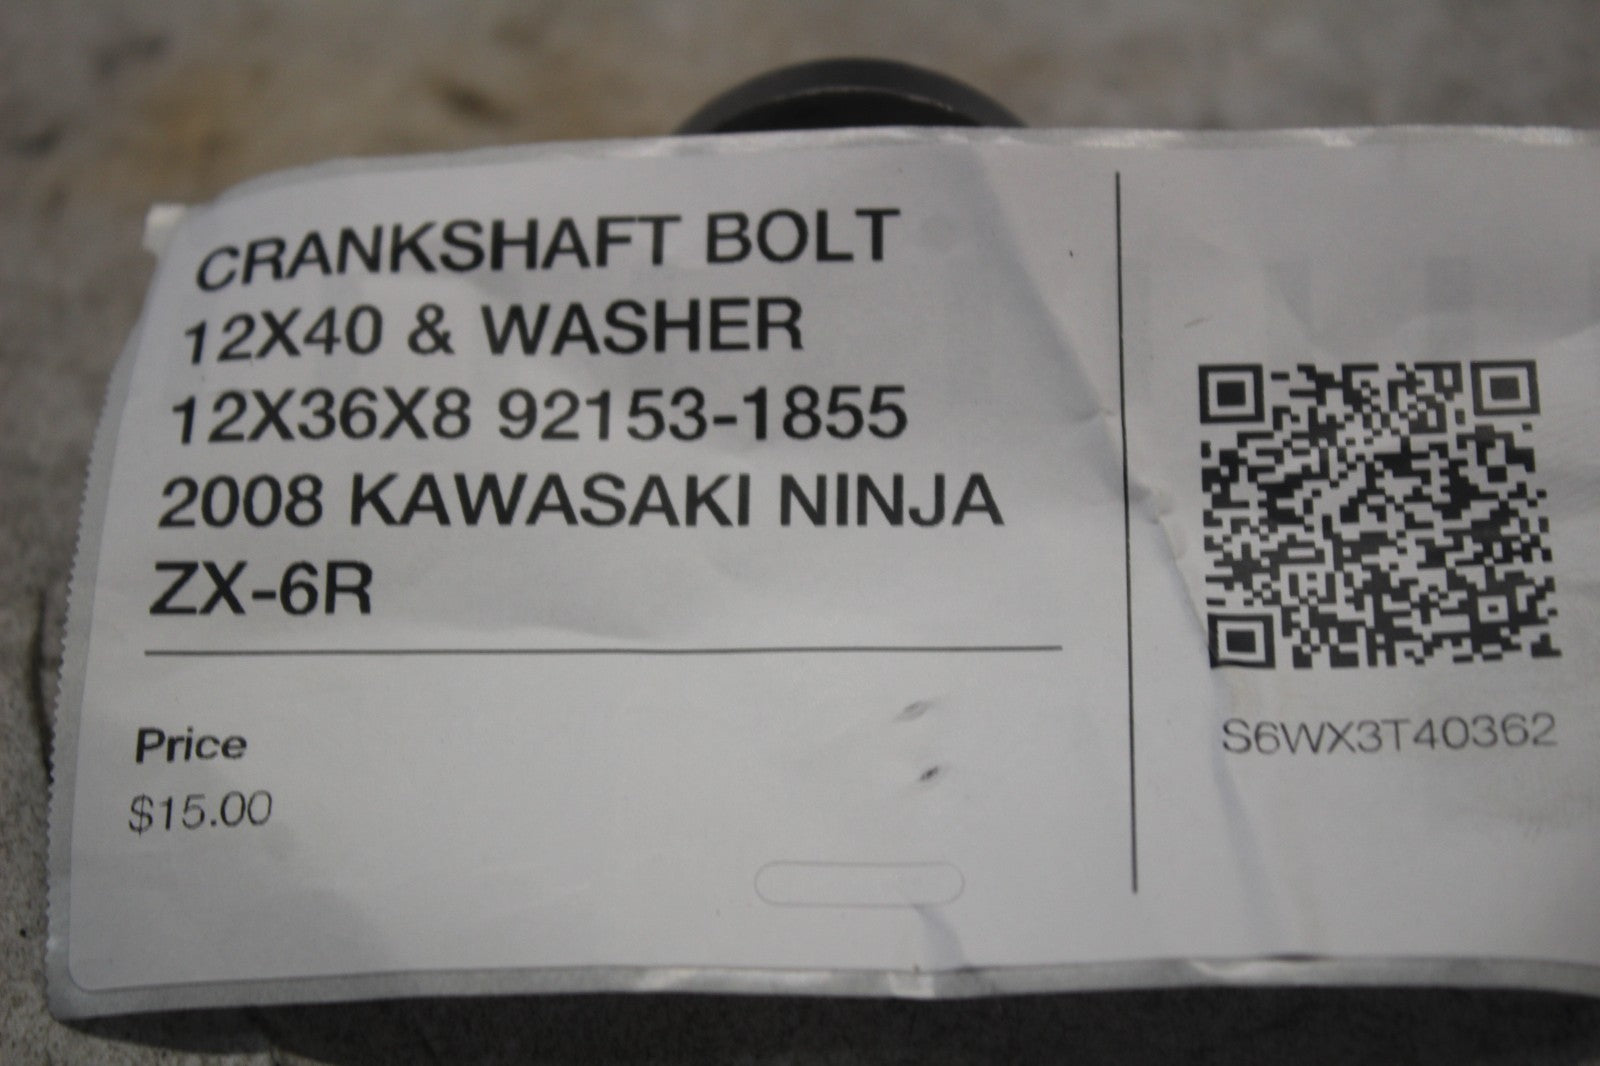 CRANKSHAFT BOLT
12X40 & WASHER
12X36X8 92153-1855
2008 KAWASAKI NINJA
ZX-6R
Price
$15.00
S6WX3T40362